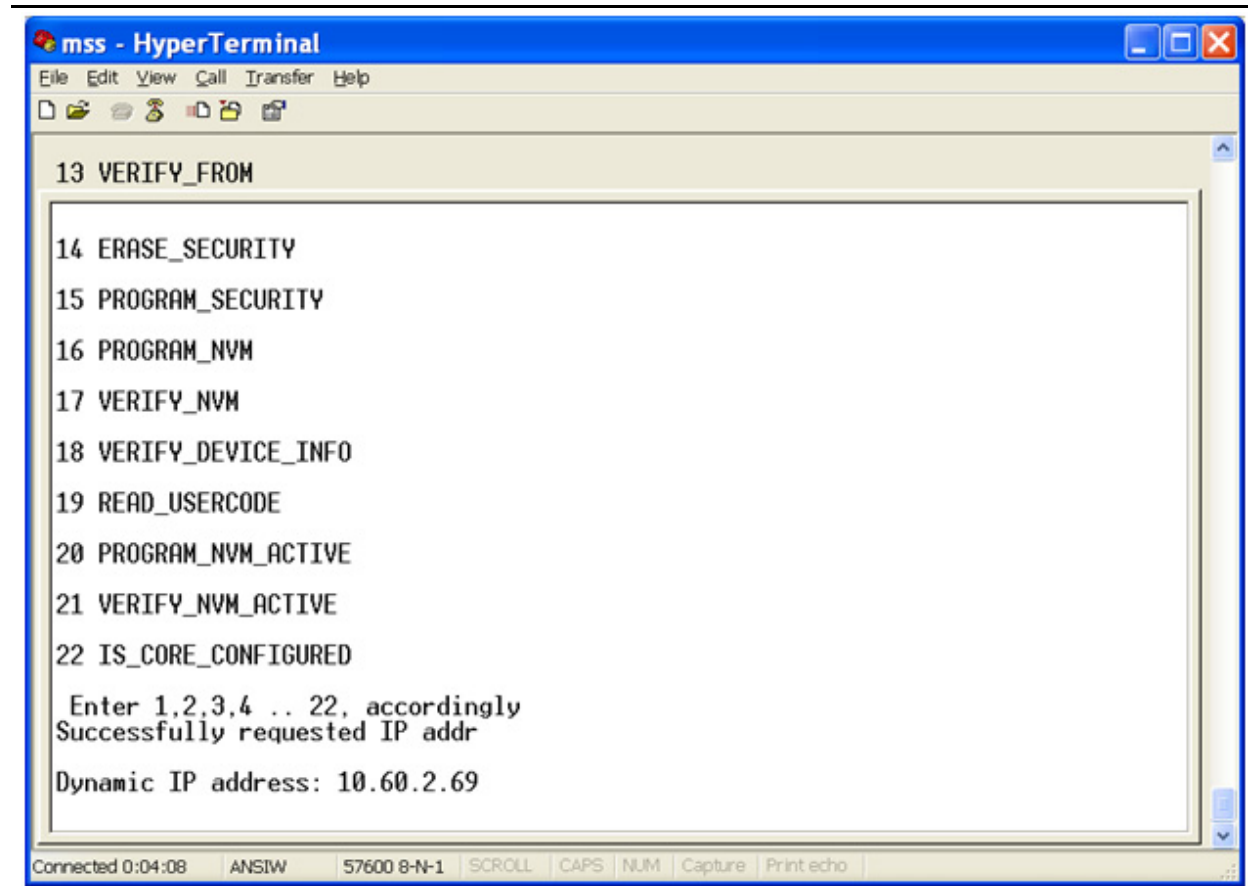 mss - HyperTerminal
File Edit View Call Transfer Help
13 VERIFY_FROM
14 ERASE_SECURITY
15 PROGRAM_SECURITY
16 PROGRAM_NVM
17 VERIFY_NVM
18 VERIFY_DEVICE_INFO
19 READ_USERCODE
20 PROGRAM_NVM_ACTIVE
21 VERIFY_NVM_ACTIVE
22 IS_CORE_CONFIGURED
Enter 1,2,3,4 .. 22, accordingly
Successfully requested IP addr
Dynamic IP address: 10.60.2.69
Connected 0:04:08 ANSIW 57600 8-N-1 SCROLL CAPS NUM Capture Print echo